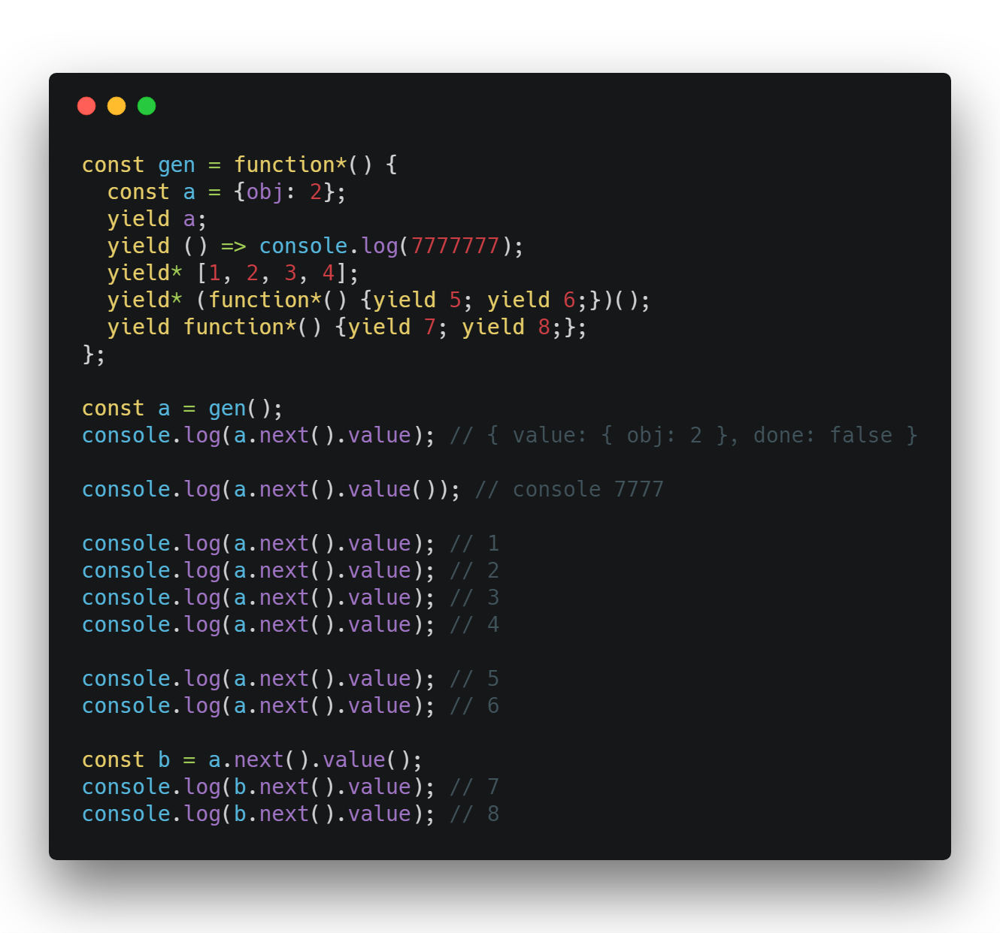 const gen = function*() {
  const a = {obj: 2};
  yield a;
  yield () => console.log(7777777);
  yield* [1, 2, 3, 4];
  yield* (function*() {yield 5; yield 6;})();
  yield function*() {yield 7; yield 8;};
};
const a = gen();
console.log(a.next().value); // { value: { obj: 2 }, done: false }
console.log(a.next().value()); // console 7777
console.log(a.next().value); // 1
console.log(a.next().value); // 2
console.log(a.next().value); // 3
console.log(a.next().value); // 4
console.log(a.next().value); // 5
console.log(a.next().value); // 6
const b = a.next().value();
console.log(b.next().value); // 7
console.log(b.next().value); // 8